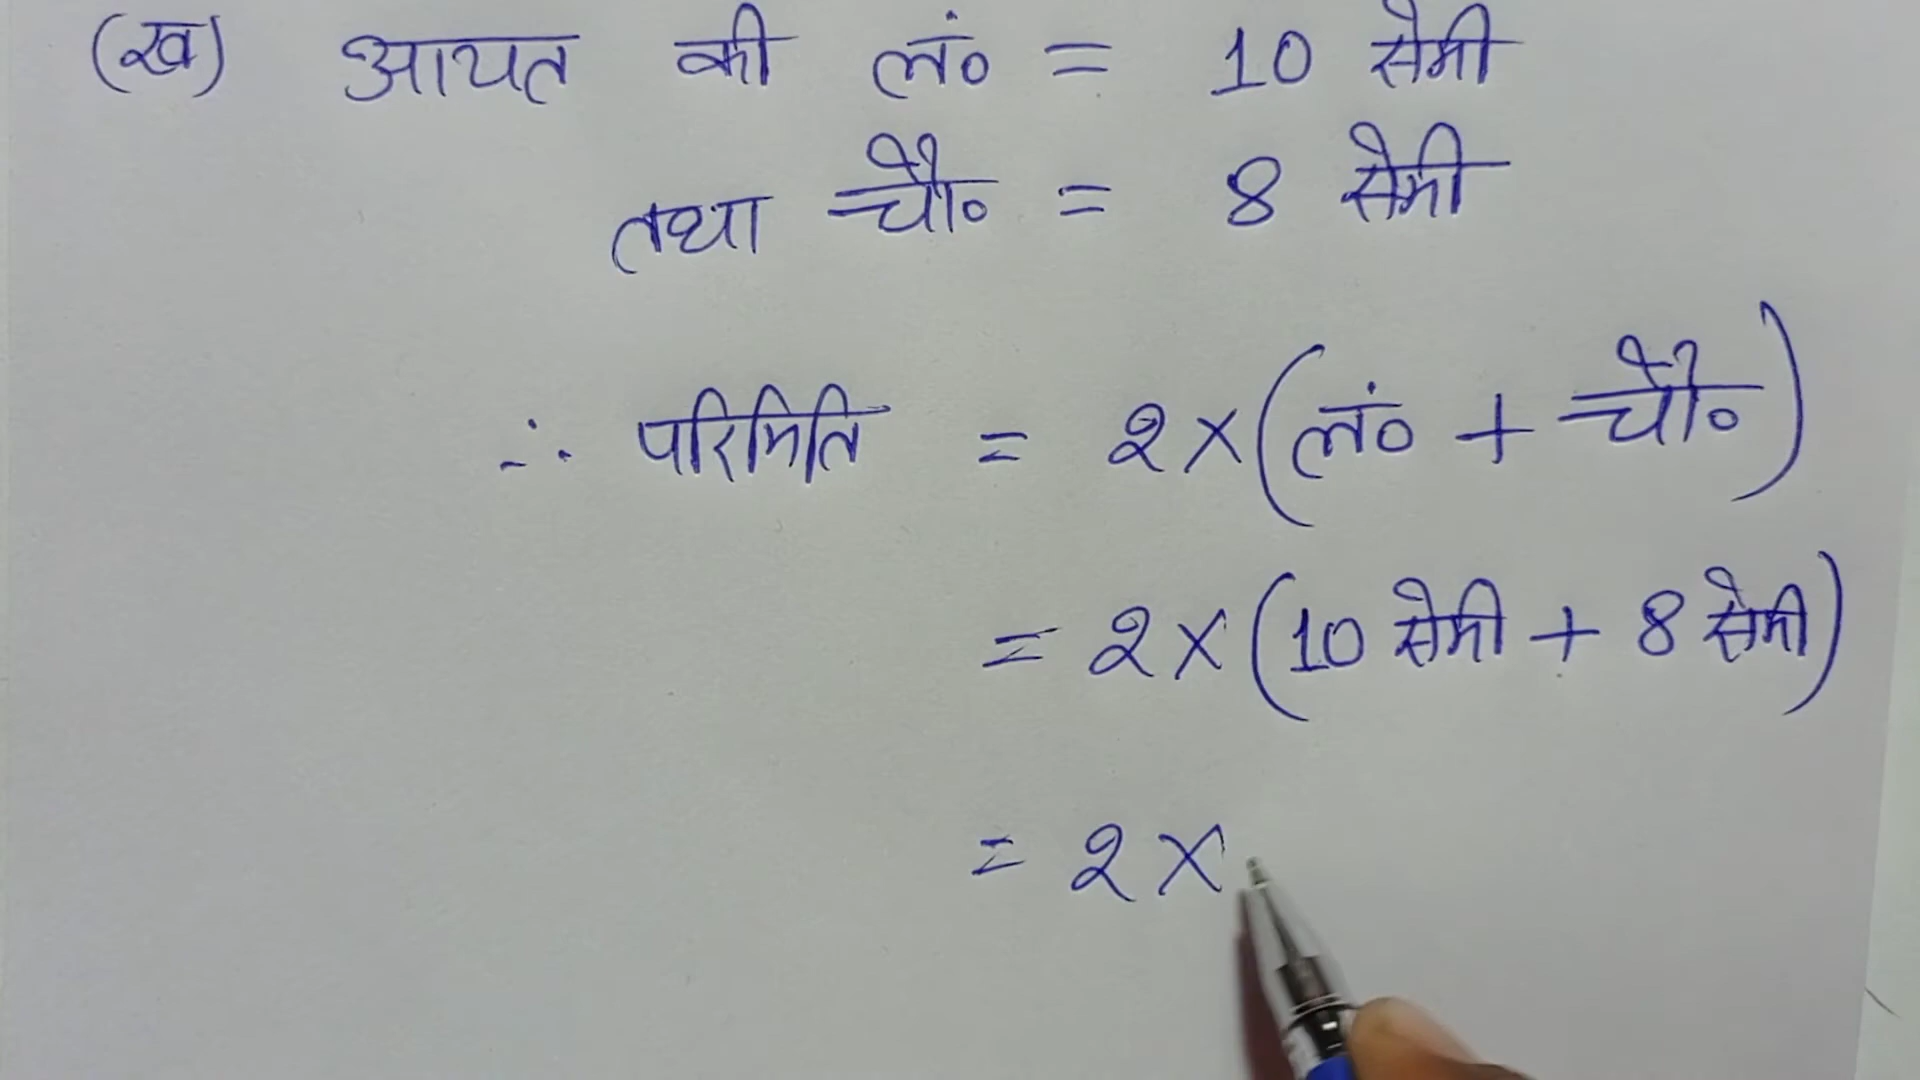 (ख) आयत की लं० = 10 सेमी
तथा चौ० = 8 सेमी
∴ परिमिति = 2 × (लं० + चौ०)
= 2 × (10 सेमी + 8 सेमी)
= 2 ×